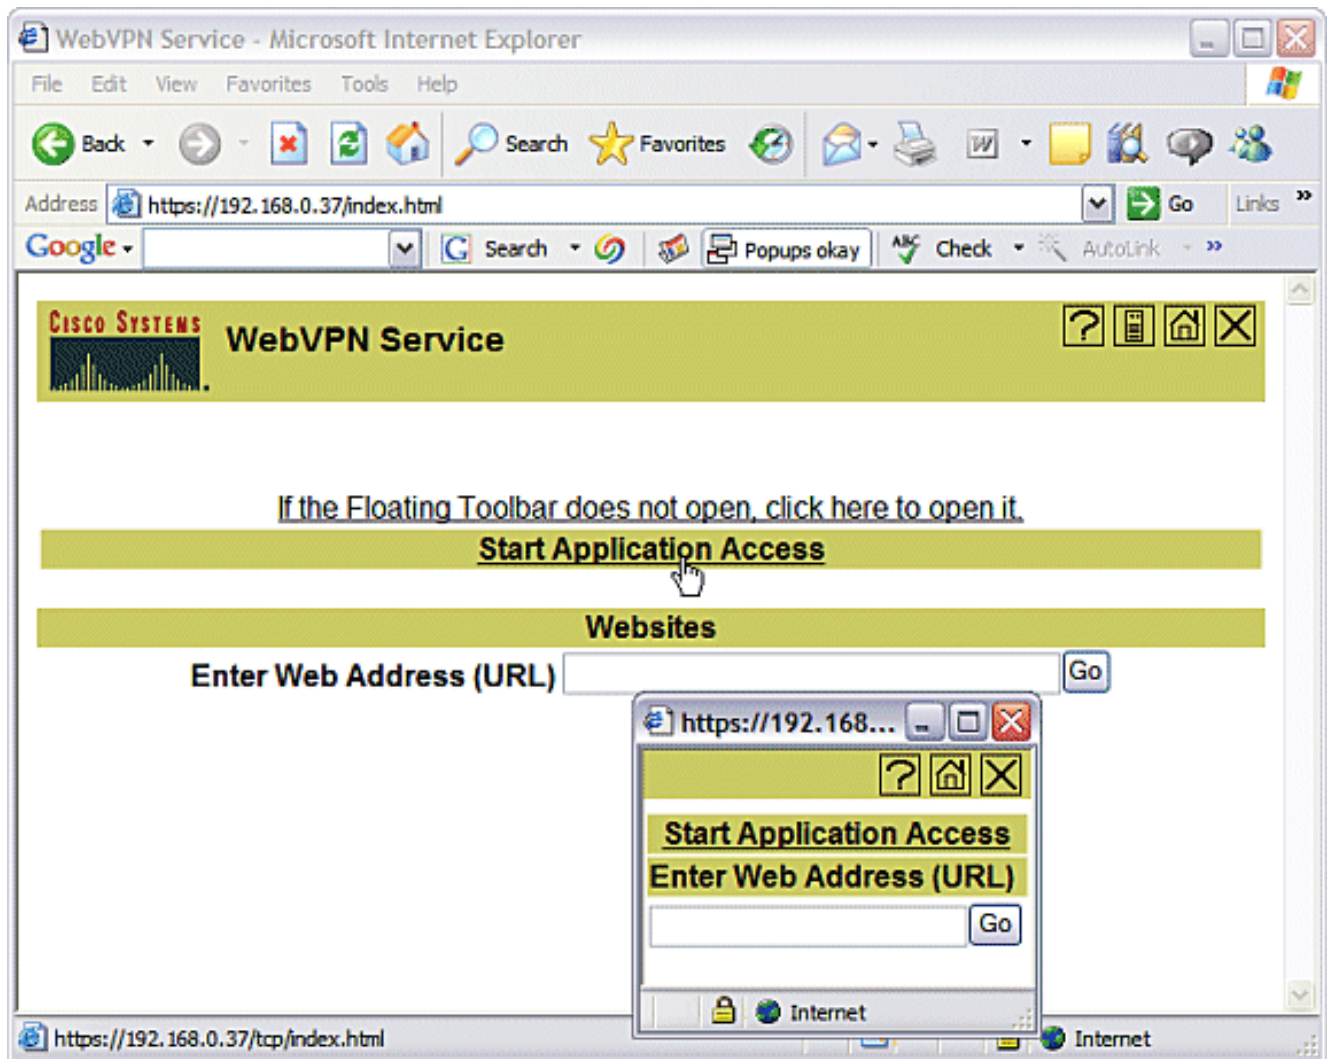 WebVPN Service - Microsoft Internet Explorer
File Edit View Favorites Tools Help
Back Search Favorites W
Address https://192.168.0.37/index.html Go Links »
Google G Search Popups okay ABC Check AutoLink »
CISCO SYSTEMS
WebVPN Service
If the Floating Toolbar does not open, click here to open it.
Start Application Access
Websites
Enter Web Address (URL) Go
https://192.168...
Start Application Access
Enter Web Address (URL)
Go
Internet
https://192.168.0.37/tcp/index.html Internet